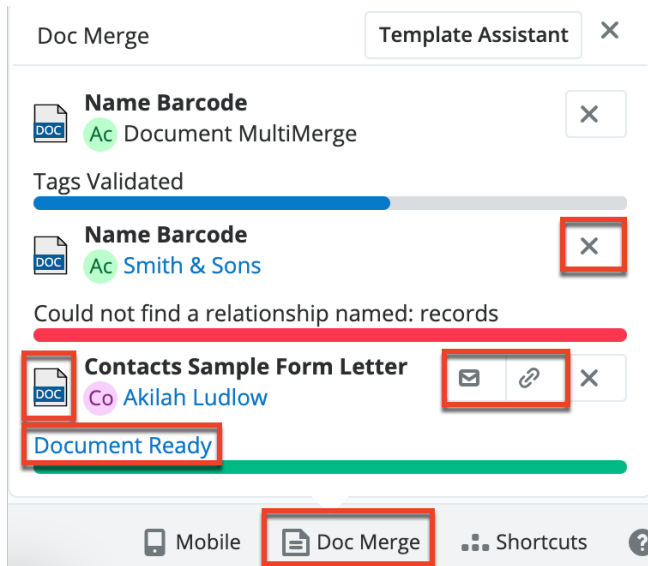 Doc Merge
Template Assistant
Name Barcode
DOC
Ac Document MultiMerge
Tags Validated
Name Barcode
DOC
Ac Smith & Sons
Could not find a relationship named: records
Contacts Sample Form Letter
DOC
Co Akilah Ludlow
Document Ready
Mobile
Doc Merge
Shortcuts
?